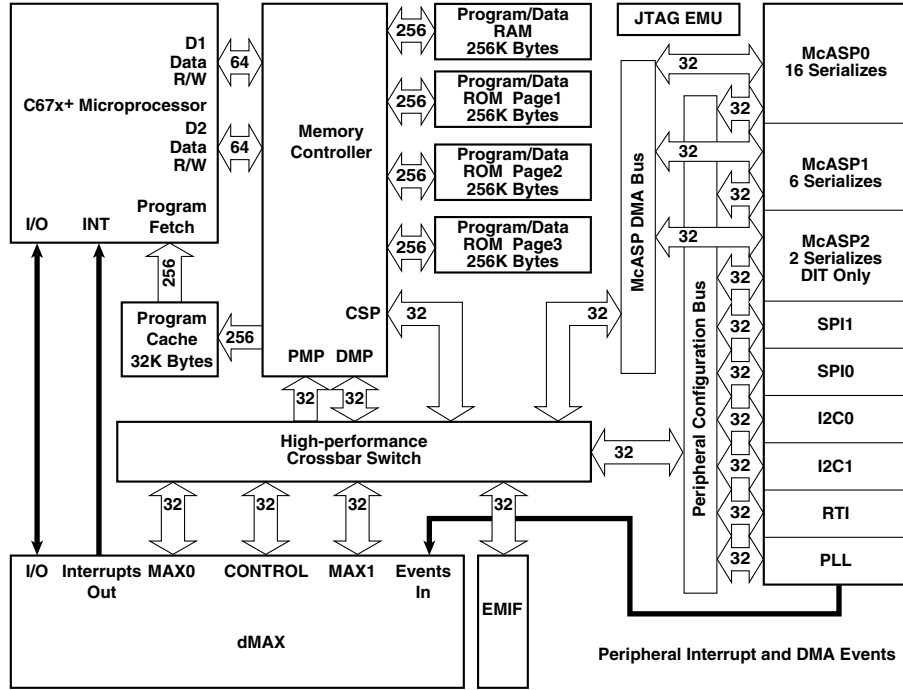 D1
Data
R/W
64
C67x+ Microprocessor
D2
Data
R/W
64
I/O
INT
Program
Fetch
256
Program
Cache
32K Bytes
256
Memory
Controller
CSP
PMP
DMP
256
Program/Data
RAM
256K Bytes
256
Program/Data
ROM Page1
256K Bytes
256
Program/Data
ROM Page2
256K Bytes
256
Program/Data
ROM Page3
256K Bytes
32
32
32
32
High-performance
Crossbar Switch
32
32
32
32
32
I/O
Interrupts
Out
MAX0
CONTROL
MAX1
Events
In
dMAX
EMIF
JTAG EMU
McASP DMA Bus
Peripheral Configuration Bus
32
32
32
32
32
32
32
32
32
32
32
32
McASP0
16 Serializes
McASP1
6 Serializes
McASP2
2 Serializes
DIT Only
SPI1
SPI0
I2C0
I2C1
RTI
PLL
Peripheral Interrupt and DMA Events